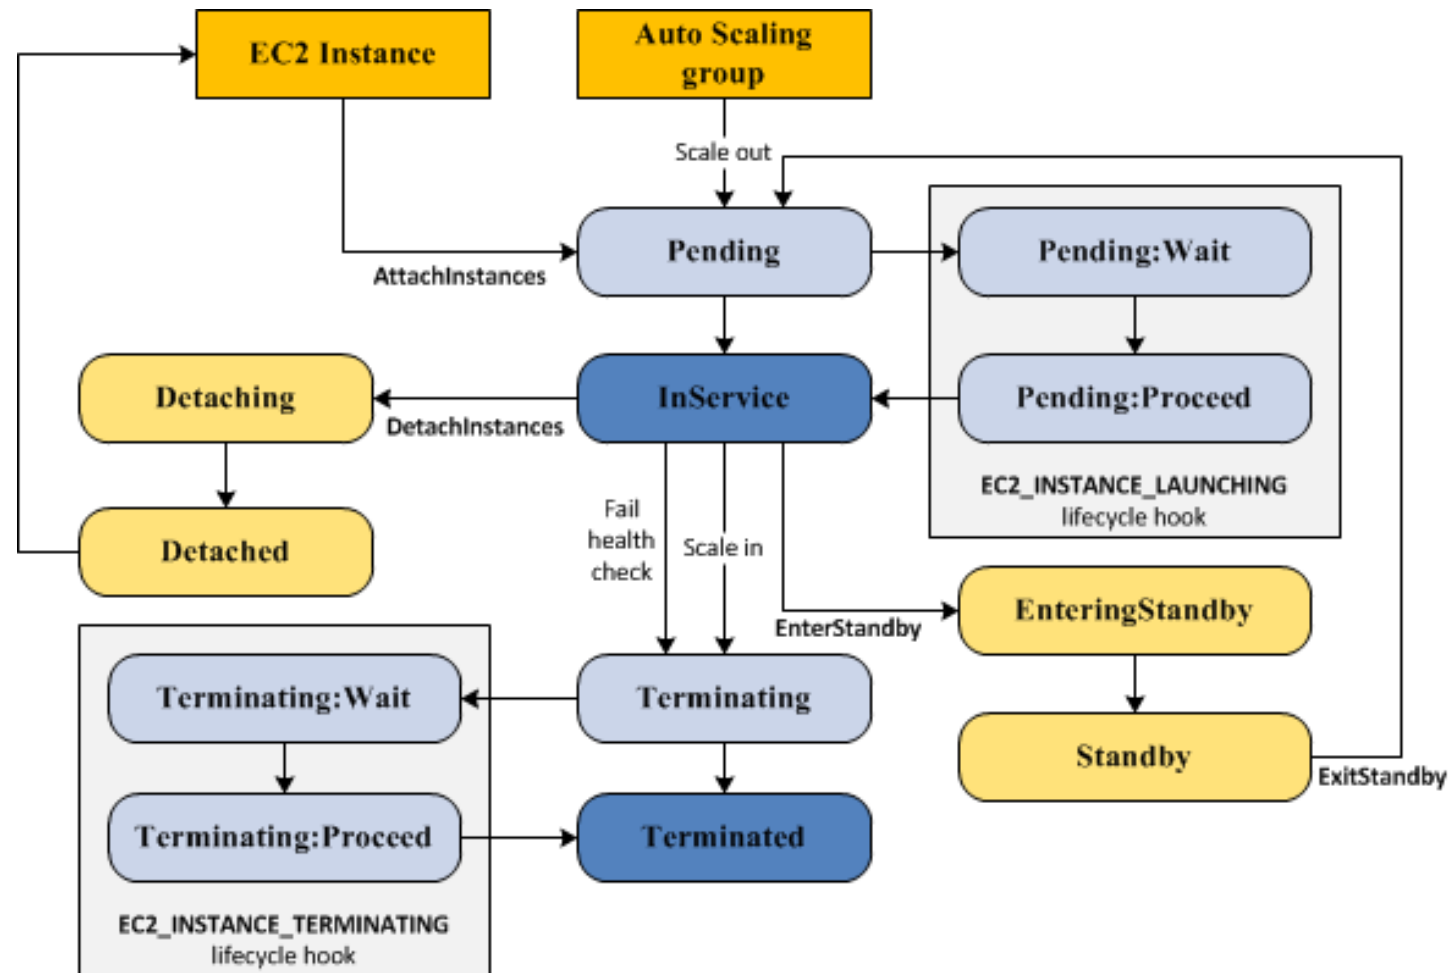 EC2 Instance
Auto Scaling
group
Scale out
Pending
Pending:Wait
AttachInstances
Detaching
InService
Pending:Proceed
DetachInstances
EC2_INSTANCE_LAUNCHING
lifecycle hook
Fail
health
check
Scale in
Detached
EnteringStandby
EnterStandby
Terminating:Wait
Terminating
Standby
ExitStandby
Terminating:Proceed
Terminated
EC2_INSTANCE_TERMINATING
lifecycle hook